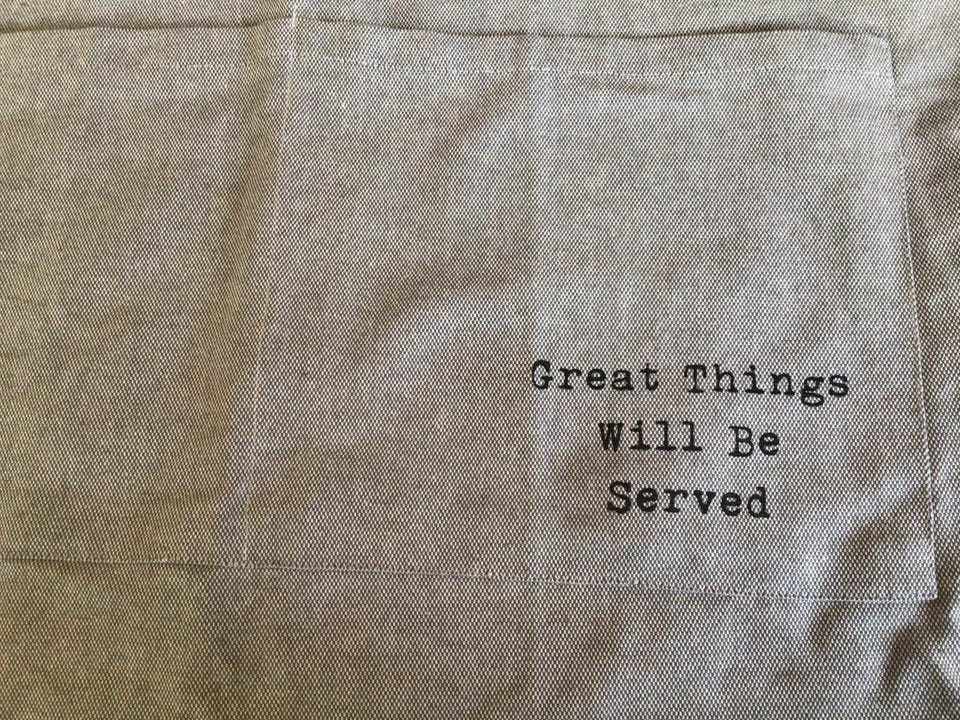 Great Things
Will Be
Served